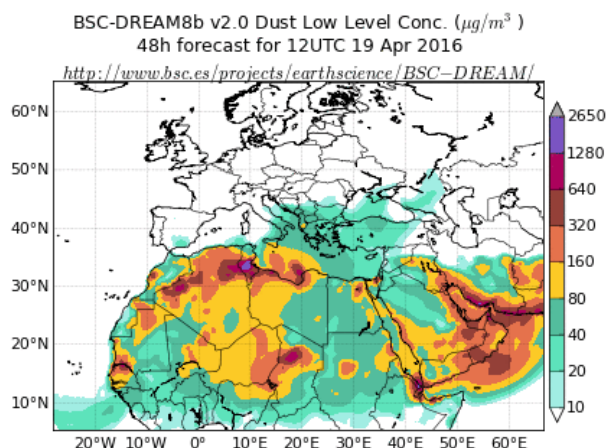 BSC-DREAM8b v2.0 Dust Low Level Conc. (μg/m³ )
48h forecast for 12UTC 19 Apr 2016
http://www.bsc.es/projects/earthscience/BSC−DREAM/
60°N
50°N
40°N
30°N
20°N
10°N
20°W 10°W 0° 10°E 20°E 30°E 40°E 50°E 60°E
2650
1280
640
320
160
80
40
20
10